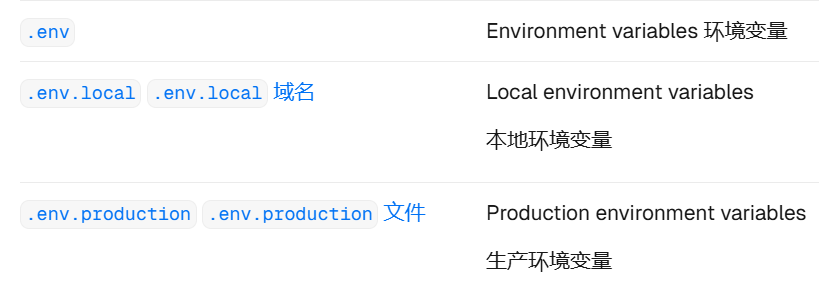 .env Environment variables 环境变量
.env.local .env.local 域名 Local environment variables
本地环境变量
.env.production .env.production 文件 Production environment variables
生产环境变量